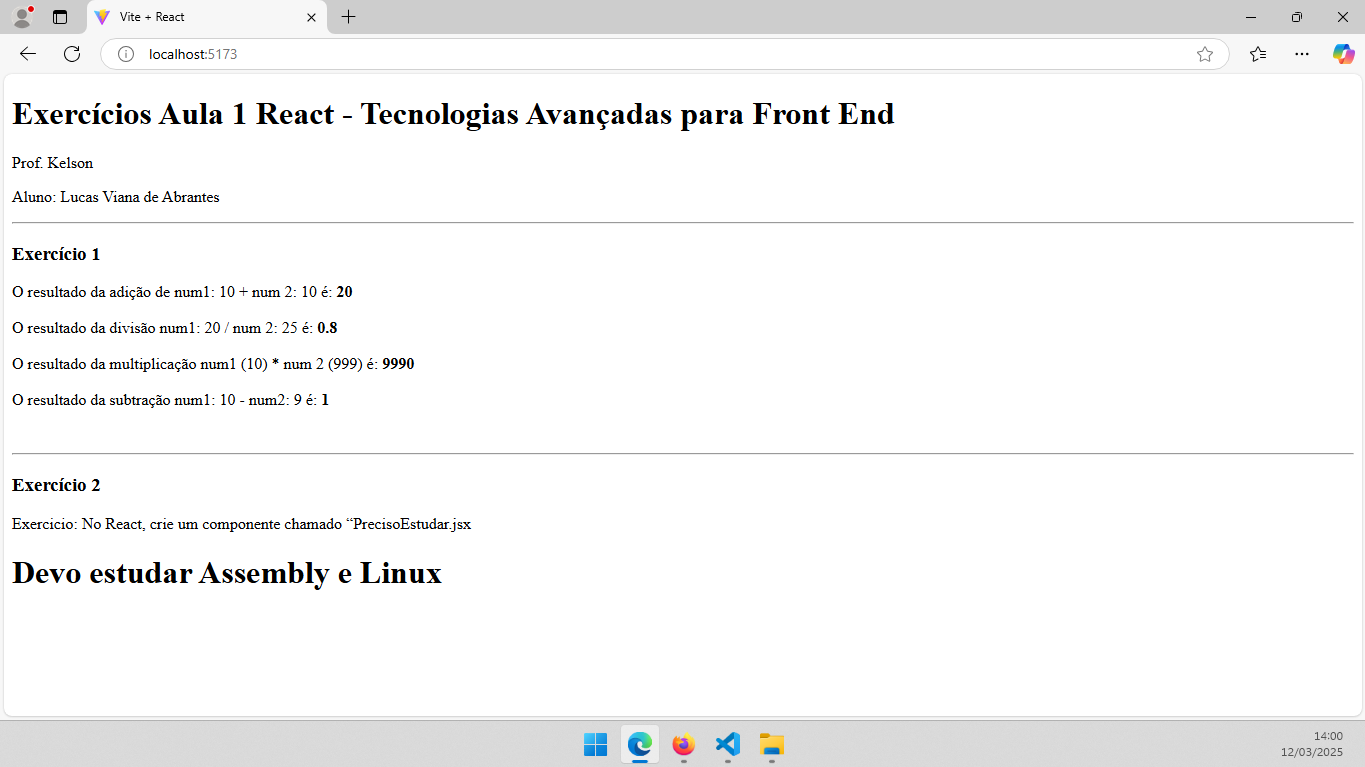 Vite + React
localhost:5173
Exercícios Aula 1 React - Tecnologias Avançadas para Front End
Prof. Kelson
Aluno: Lucas Viana de Abrantes
Exercício 1
O resultado da adição de num1: 10 + num 2: 10 é: 20
O resultado da divisão num1: 20 / num 2: 25 é: 0.8
O resultado da multiplicação num1 (10) * num 2 (999) é: 9990
O resultado da subtração num1: 10 - num2: 9 é: 1
Exercício 2
Exercicio: No React, crie um componente chamado “PrecisoEstudar.jsx
Devo estudar Assembly e Linux
14:00
12/03/2025